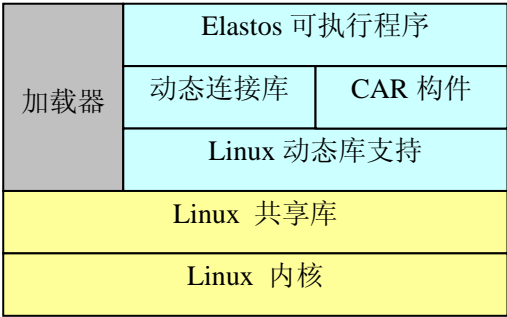 Elastos 可执行程序
加载器
动态连接库
CAR 构件
Linux 动态库支持
Linux 共享库
Linux 内核